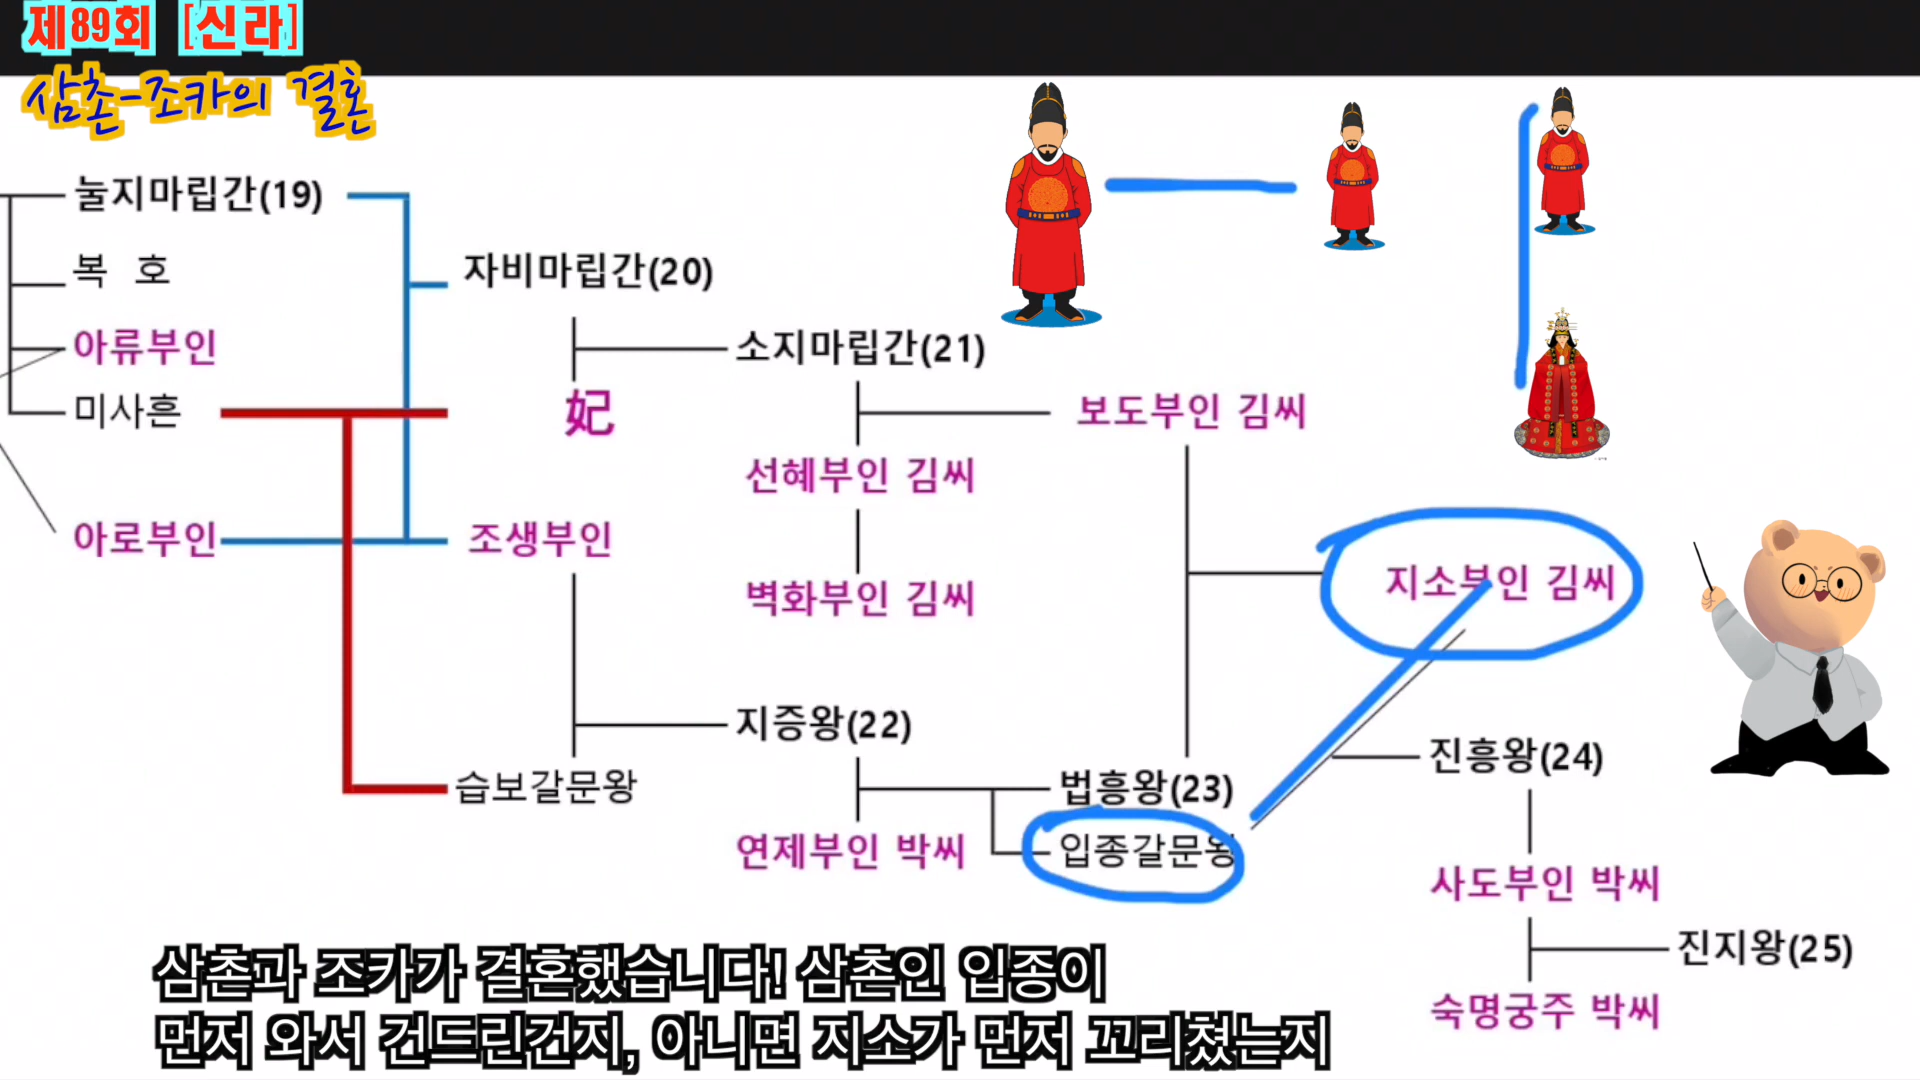 제89회 [신라]
삼촌-조카의 결혼
눌지마립간(19)
복 호
자비마립간(20)
아류부인
소지마립간(21)
미사흔
妃
보도부인 김씨
선혜부인 김씨
아로부인
조생부인
벽화부인 김씨
지소부인 김씨
지증왕(22)
진흥왕(24)
습보갈문왕
법흥왕(23)
연제부인 박씨
입종갈문왕
사도부인 박씨
진지왕(25)
숙명궁주 박씨
삼촌과 조카가 결혼했습니다! 삼촌인 입종이
먼저 와서 건드린건지, 아니면 지소가 먼저 꼬리쳤는지